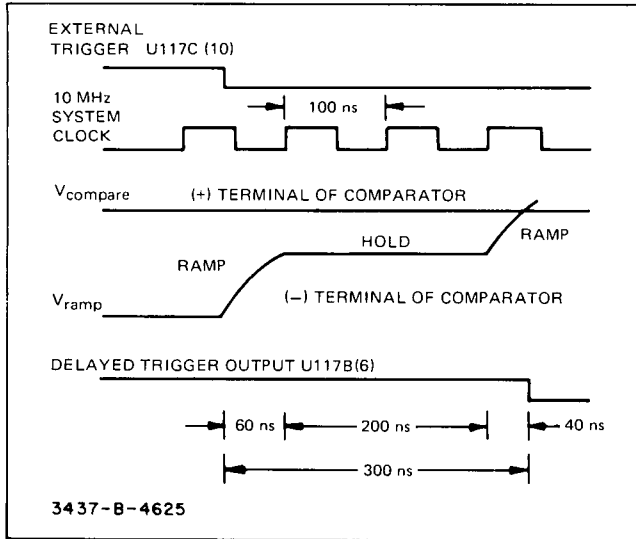 EXTERNAL
TRIGGER U117C (10)
10 MHz
SYSTEM
CLOCK
100 ns
Vcompare (+) TERMINAL OF COMPARATOR
HOLD
RAMP
RAMP
Vramp (−) TERMINAL OF COMPARATOR
DELAYED TRIGGER OUTPUT U117B(6)
60 ns 200 ns 40 ns
300 ns
3437-B-4625